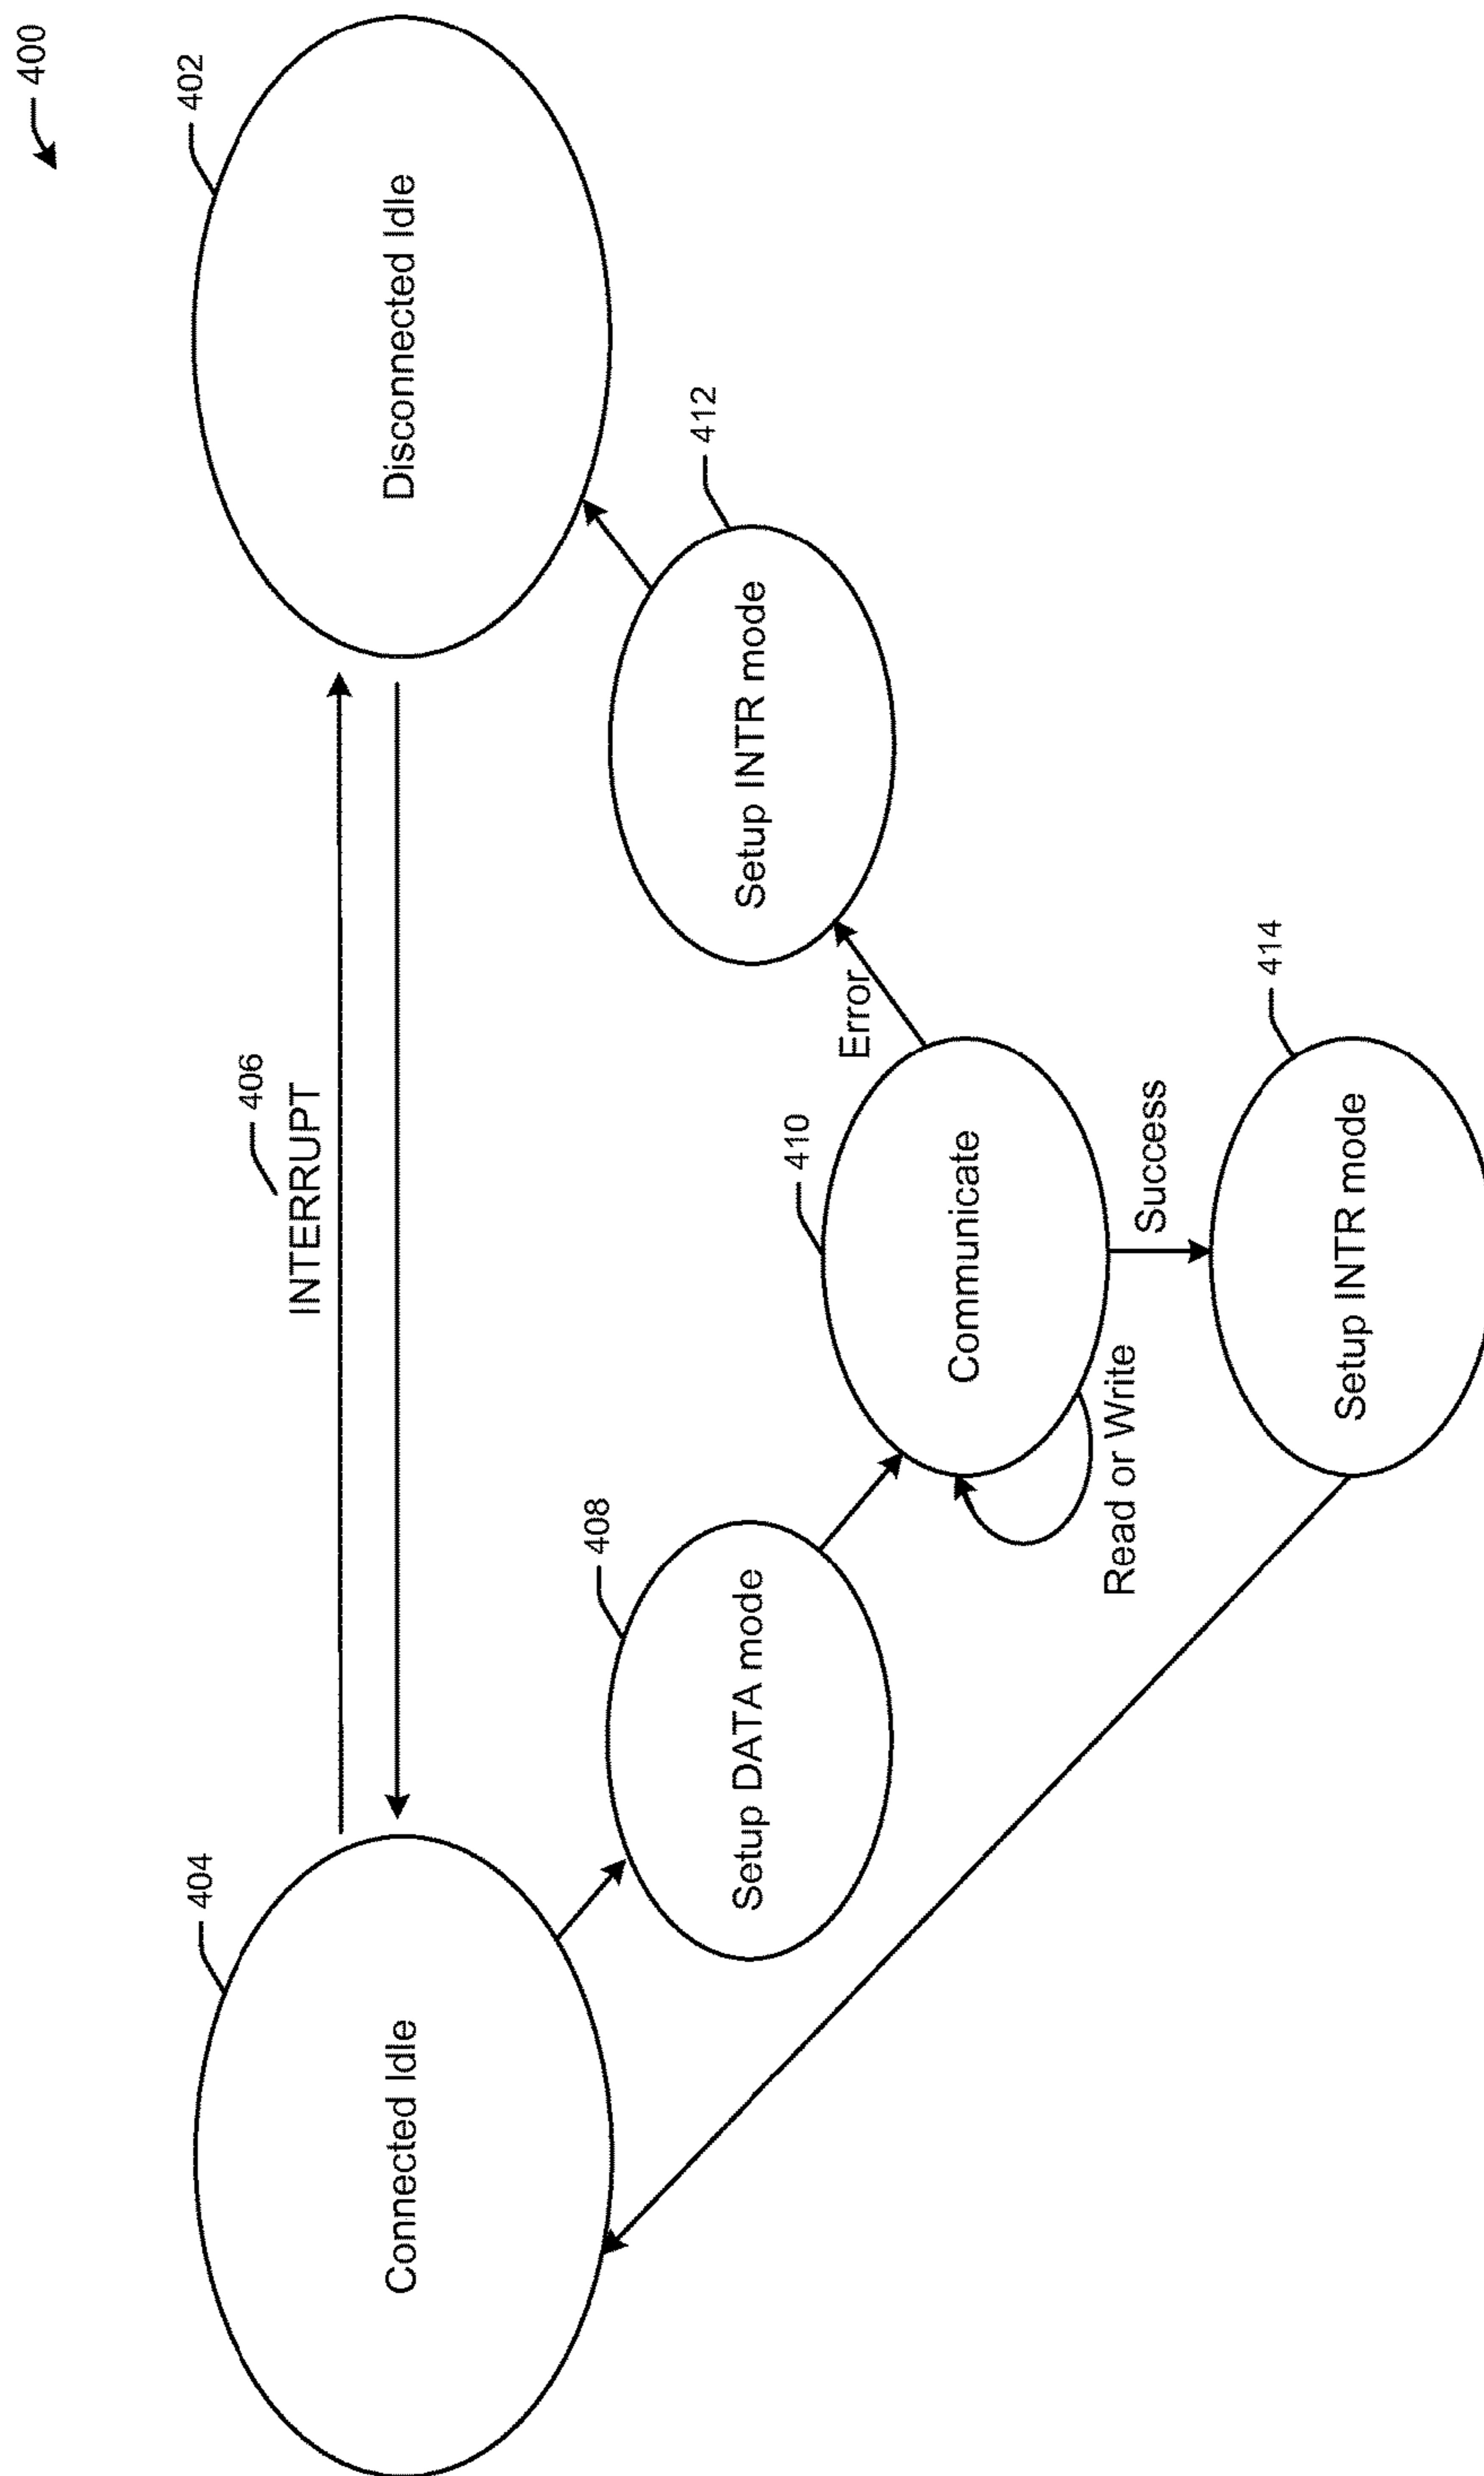 400
402
Disconnected Idle
404
Connected Idle
406
INTERRUPT
408
Setup DATA mode
410
Communicate
Read or Write
Error
412
Setup INTR mode
Success
414
Setup INTR mode